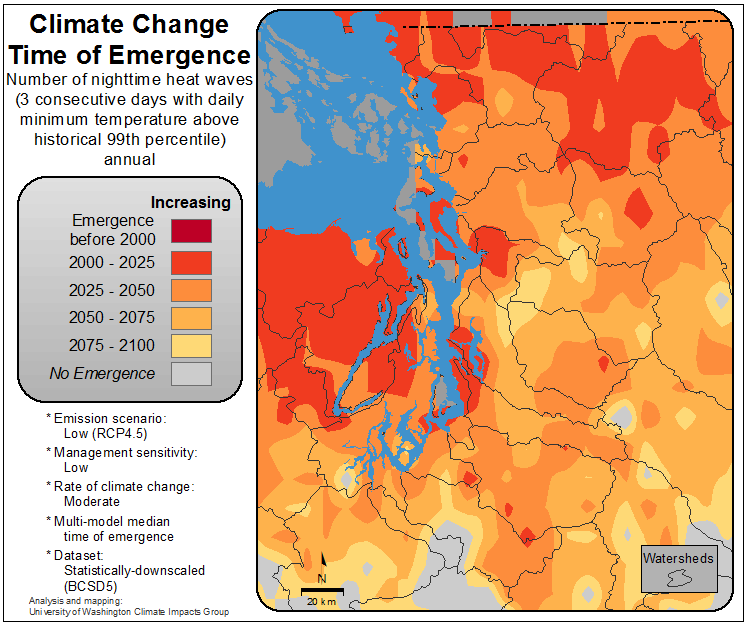 Climate Change
Time of Emergence
Number of nighttime heat waves
(3 consecutive days with daily
minimum temperature above
historical 99th percentile)
annual
Increasing
Emergence
before 2000
2000 - 2025
2025 - 2050
2050 - 2075
2075 - 2100
No Emergence
* Emission scenario:
Low (RCP4.5)
* Management sensitivity:
Low
* Rate of climate change:
Moderate
* Multi-model median
time of emergence
* Dataset:
Statistically-downscaled
(BCSD5)
Analysis and mapping:
University of Washington Climate Impacts Group
N
20 km
Watersheds